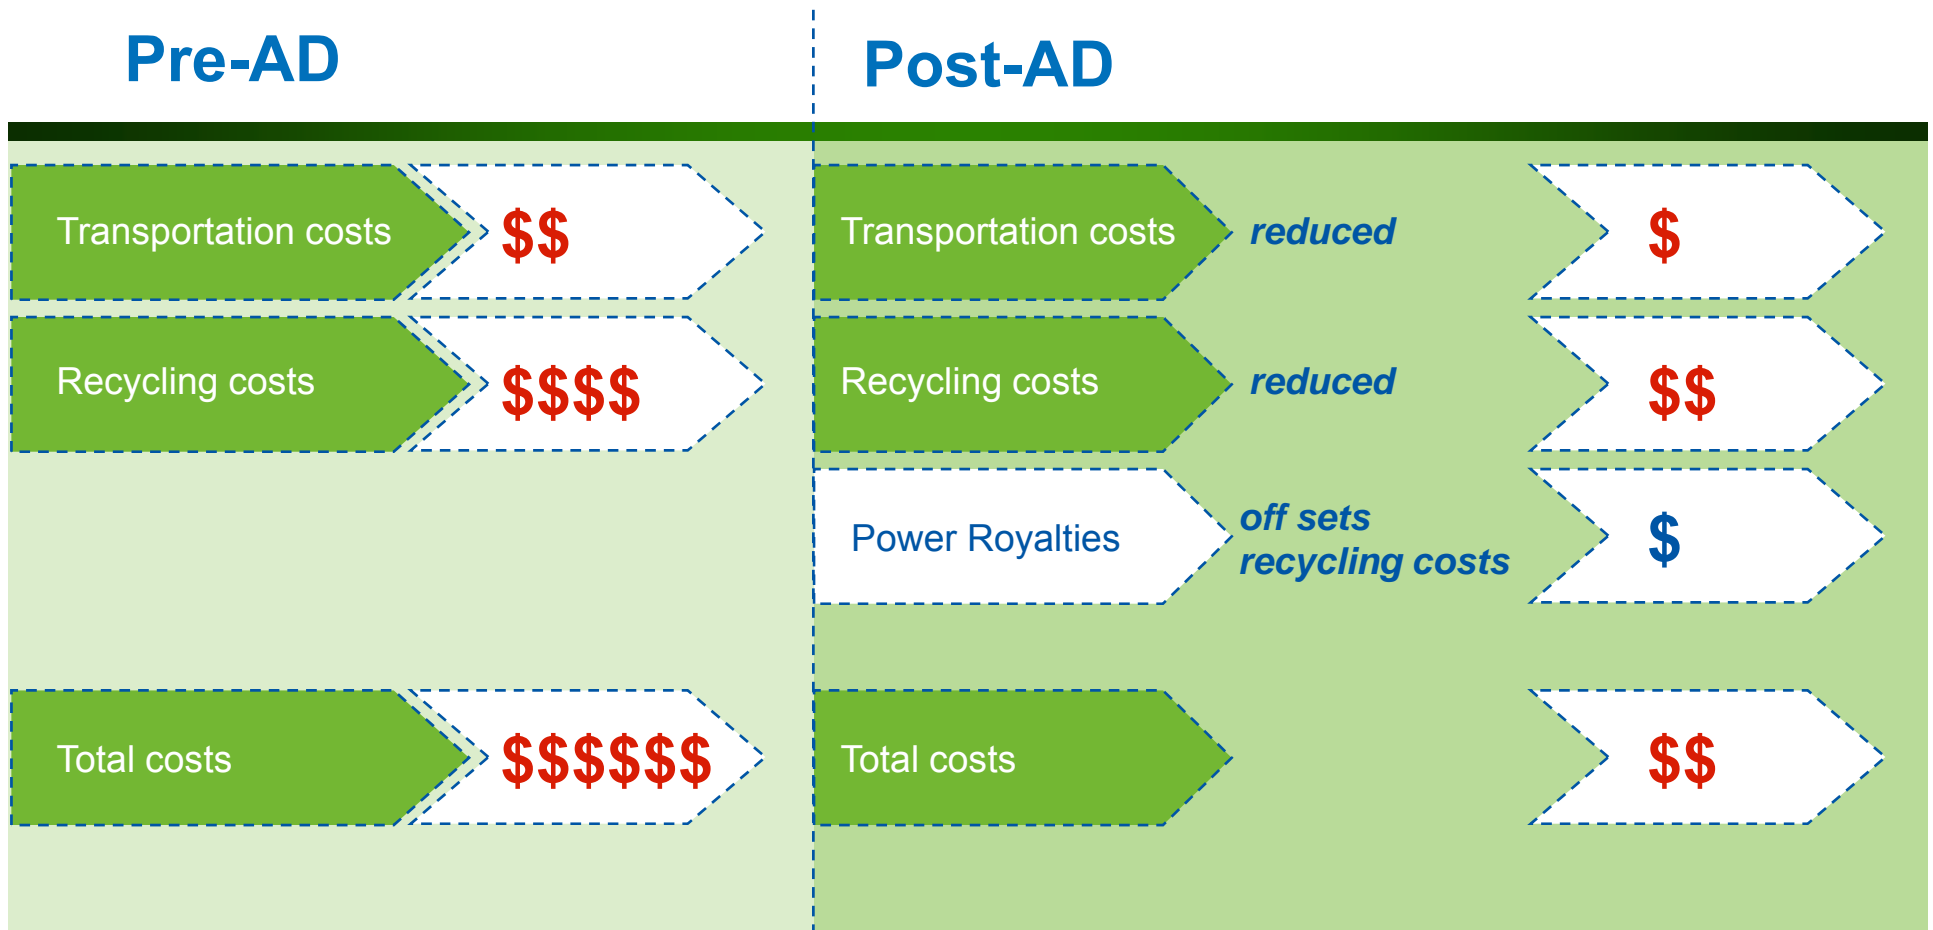 Pre-AD
Transportation costs
$$
Recycling costs
$$$$
Total costs
$$$$$$
Post-AD
Transportation costs
reduced
$
Recycling costs
reduced
$$
Power Royalties
off sets
recycling costs
$
Total costs
$$